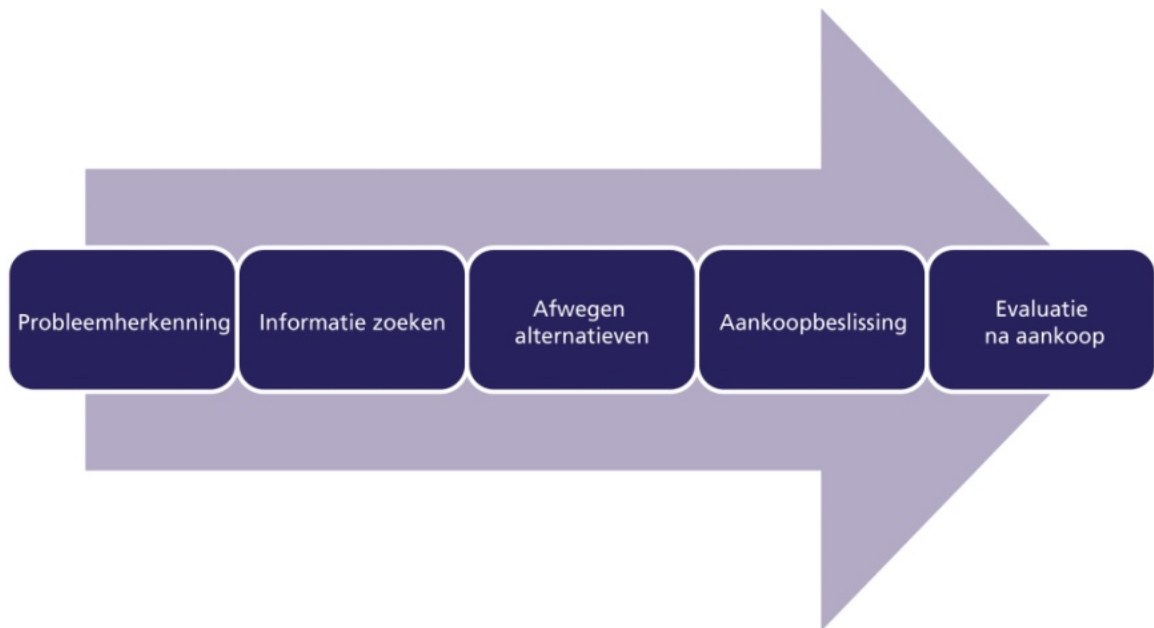 Probleemherkenning
Informatie zoeken
Afwegen
alternatieven
Aankoopbeslissing
Evaluatie
na aankoop